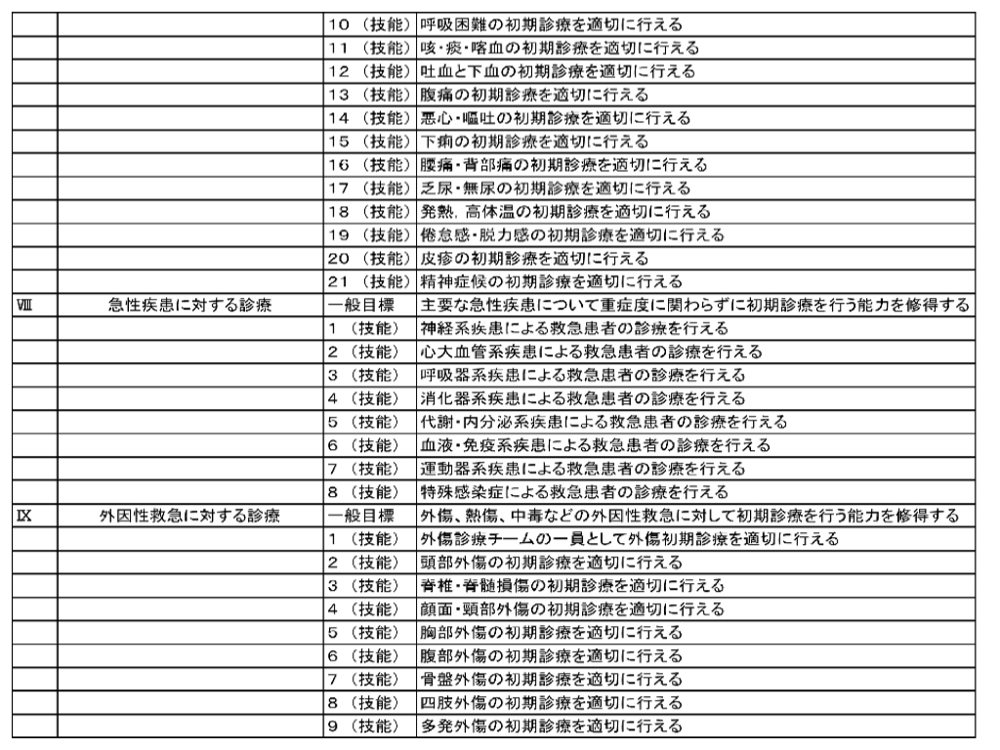 10 （技能） 呼吸困難の初期診療を適切に行える
11 （技能） 咳・痰・喀血の初期診療を適切に行える
12 （技能） 吐血と下血の初期診療を適切に行える
13 （技能） 腹痛の初期診療を適切に行える
14 （技能） 悪心・嘔吐の初期診療を適切に行える
15 （技能） 下痢の初期診療を適切に行える
16 （技能） 腰痛・背部痛の初期診療を適切に行える
17 （技能） 乏尿・無尿の初期診療を適切に行える
18 （技能） 発熱，高体温の初期診療を適切に行える
19 （技能） 倦怠感・脱力感の初期診療を適切に行える
20 （技能） 皮疹の初期診療を適切に行える
21 （技能） 精神症候の初期診療を適切に行える
Ⅷ 急性疾患に対する診療 一般目標 主要な急性疾患について重症度に関わらずに初期診療を行う能力を修得する
1 （技能） 神経系疾患による救急患者の診療を行える
2 （技能） 心大血管系疾患による救急患者の診療を行える
3 （技能） 呼吸器系疾患による救急患者の診療を行える
4 （技能） 消化器系疾患による救急患者の診療を行える
5 （技能） 代謝・内分泌系疾患による救急患者の診療を行える
6 （技能） 血液・免疫系疾患による救急患者の診療を行える
7 （技能） 運動器系疾患による救急患者の診療を行える
8 （技能） 特殊感染症による救急患者の診療を行える
Ⅸ 外因性救急に対する診療 一般目標 外傷、熱傷、中毒などの外因性救急に対して初期診療を行う能力を修得する
1 （技能） 外傷診療チームの一員として外傷初期診療を適切に行える
2 （技能） 頭部外傷の初期診療を適切に行える
3 （技能） 脊椎・脊髄損傷の初期診療を適切に行える
4 （技能） 顔面・頸部外傷の初期診療を適切に行える
5 （技能） 胸部外傷の初期診療を適切に行える
6 （技能） 腹部外傷の初期診療を適切に行える
7 （技能） 骨盤外傷の初期診療を適切に行える
8 （技能） 四肢外傷の初期診療を適切に行える
9 （技能） 多発外傷の初期診療を適切に行える